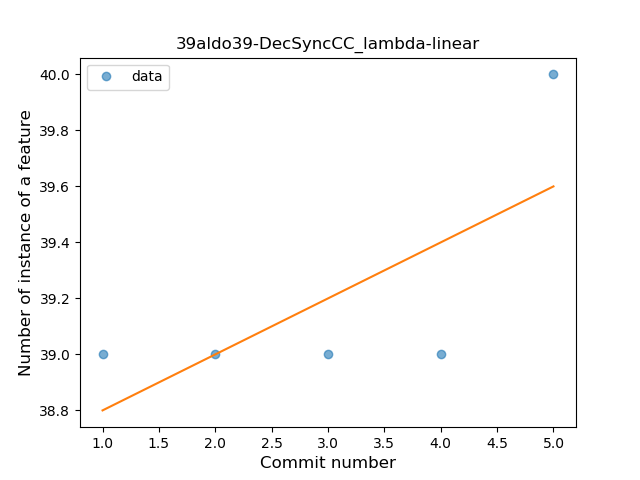 39aldo39-DecSyncCC_lambda-linear
data
Number of instance of a feature
40.0
39.8
39.6
39.4
39.2
39.0
38.8
1.0 1.5 2.0 2.5 3.0 3.5 4.0 4.5 5.0
Commit number